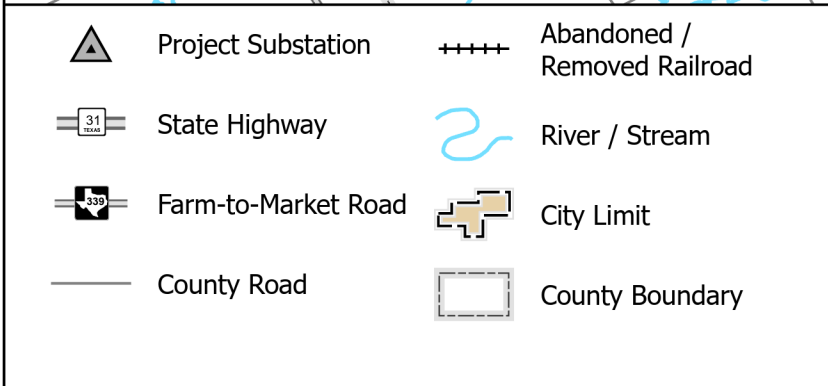 Project Substation
31
TEXAS
State Highway
339
Farm-to-Market Road
County Road
Abandoned /
Removed Railroad
River / Stream
City Limit
County Boundary